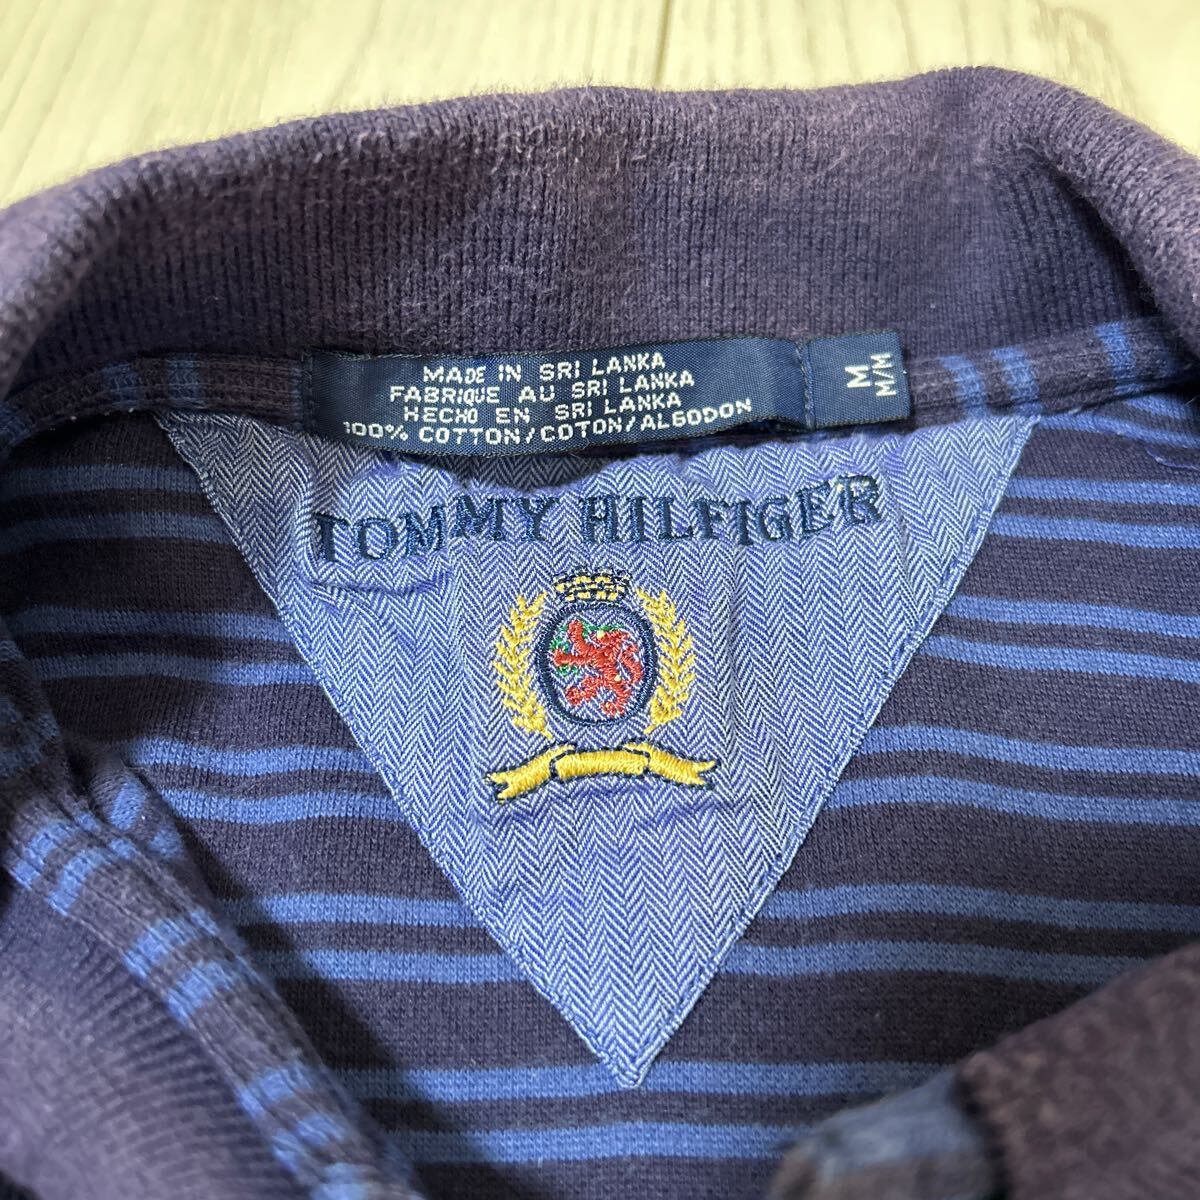 MADE IN SRI LANKA
FABRIQUE AU SRI LANKA
HECHO EN SRI LANKA
100% COTTON/COTON/ALGODON
M
M/M
TOMMY HILFIGER